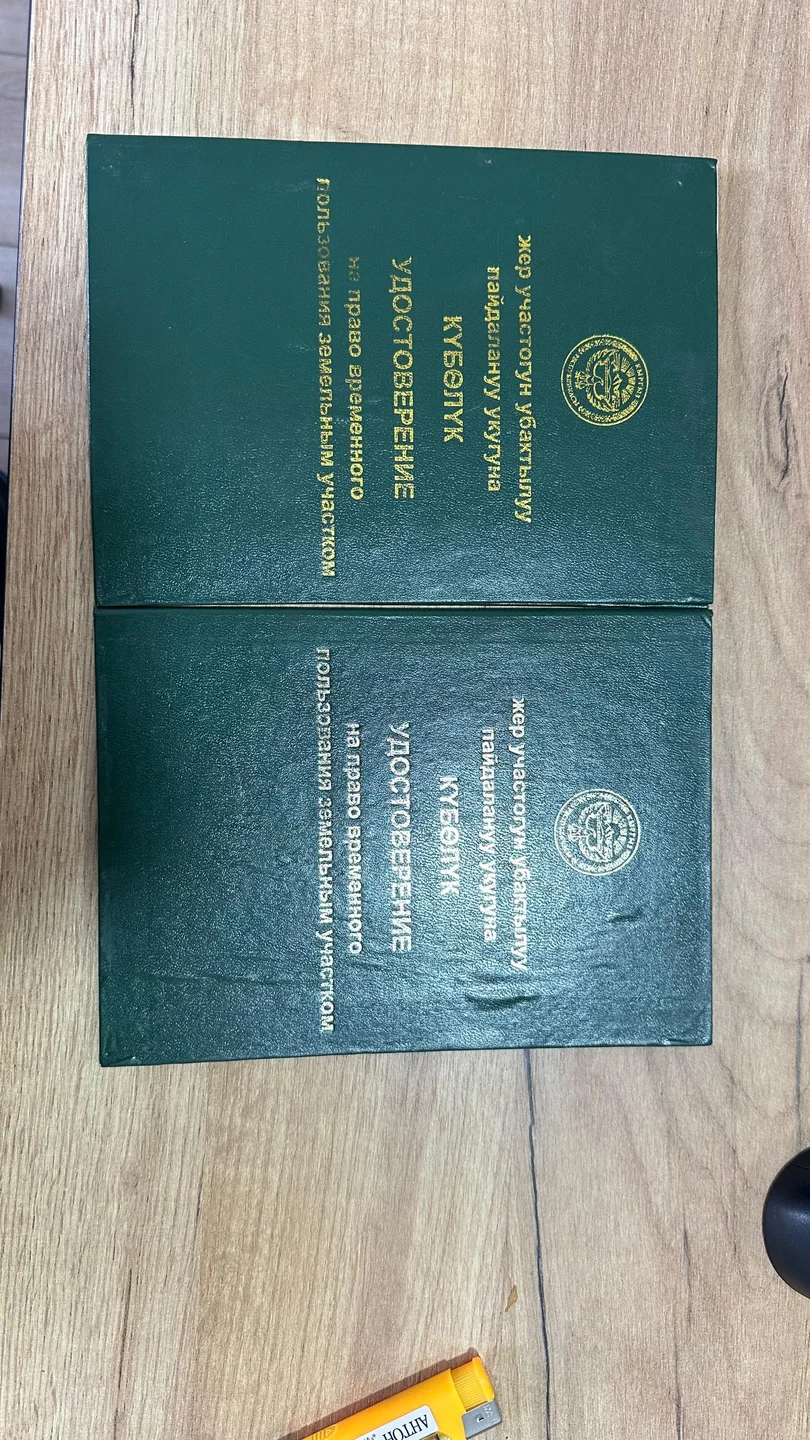 жер участогун убактылуу
пайдалануу укугуна
КҮБӨЛҮК
УДОСТОВЕРЕНИЕ
на право временного
пользования земельным участком
жер участогун убактылуу
пайдалануу укугуна
КҮБӨЛҮК
УДОСТОВЕРЕНИЕ
на право временного
пользования земельным участком
АНТОН